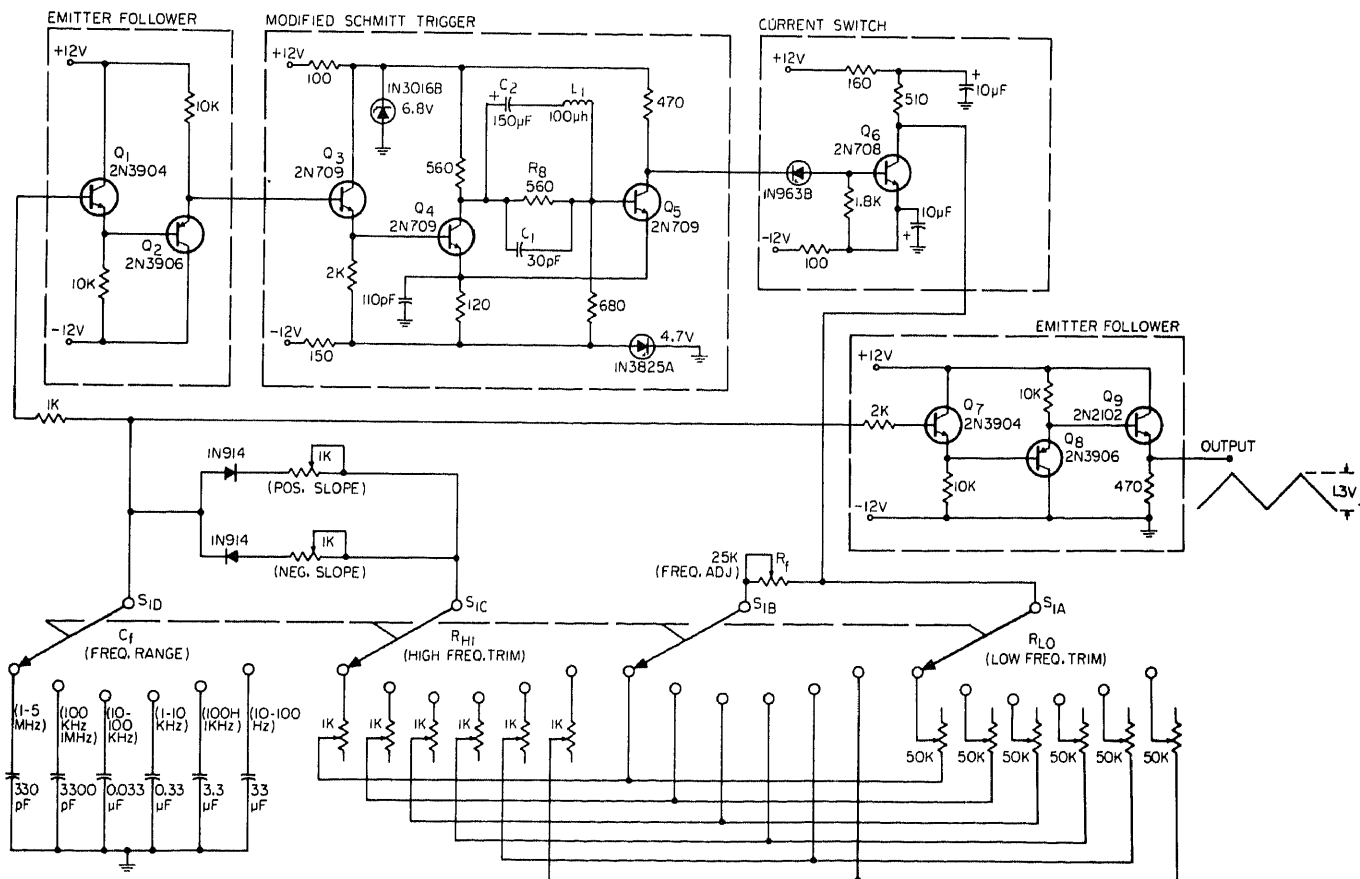 EMITTER FOLLOWER
+12V
10K
Q1
2N3904
Q2
2N3906
10K
-12V
MODIFIED SCHMITT TRIGGER
+12V
100
1N3016B
6.8V
C2
150µF
L1
100µh
470
Q3
2N709
560
R8
560
Q4
2N709
Q5
2N709
C1
30pF
2K
110pF
120
680
-12V
150
4.7V
1N3825A
CURRENT SWITCH
+12V
160
+
10µF
510
Q6
2N708
1N963B
1.8K
10µF
+
-12V
100
EMITTER FOLLOWER
+12V
10K
Q9
2N2102
2K
Q7
2N3904
Q8
2N3906
OUTPUT
10K
470
-12V
1.3V
1K
1N914
1K
(POS. SLOPE)
1N914
1K
(NEG. SLOPE)
25K
(FREQ. ADJ)
Rf
S1D
S1C
S1B
S1A
Cf
(FREQ. RANGE)
RHI
(HIGH FREQ. TRIM)
RLO
(LOW FREQ. TRIM)
(1-5
MHz)
(100
KHz
1MHz)
(10-
100
KHz)
(1-10
KHz)
(100H
1KHz)
(10-100
Hz)
1K
1K
1K
1K
1K
1K
50K
50K
50K
50K
50K
50K
330
pF
3300
pF
0.033
µF
0.33
µF
3.3
µF
33
µF